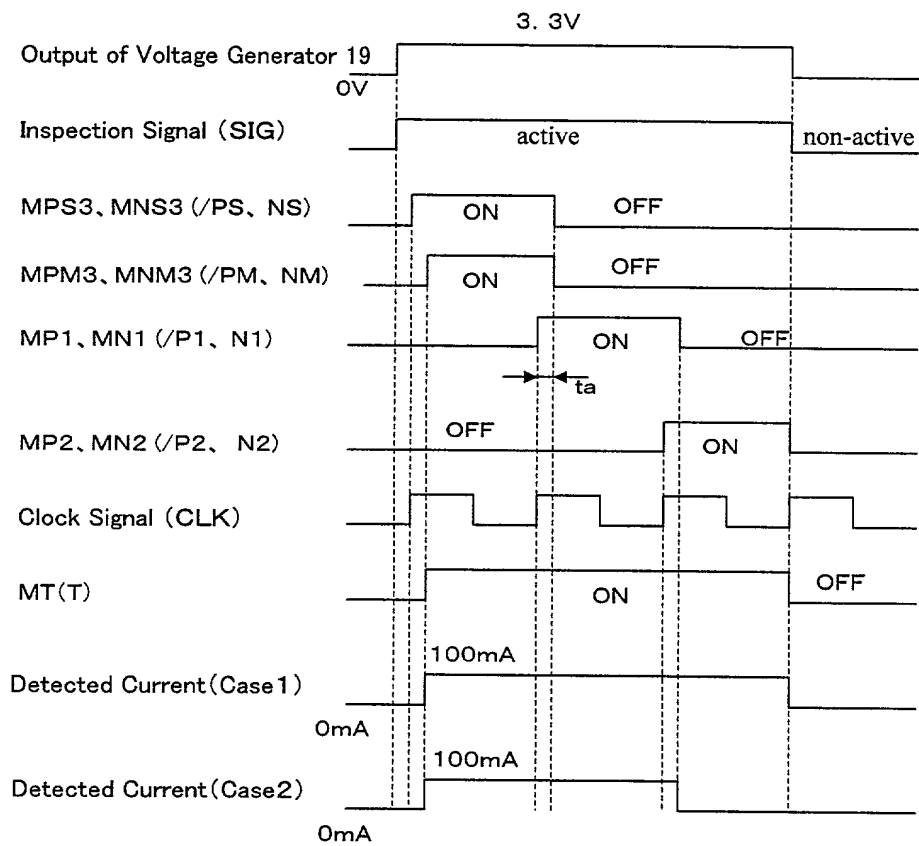 3. 3V
Output of Voltage Generator 19
0V
Inspection Signal (SIG)
active
non-active
MPS3、MNS3 (/PS、NS)
ON
OFF
MPM3、MNM3 (/PM、NM)
ON
OFF
MP1、MN1 (/P1、N1)
ON
OFF
ta
MP2、MN2 (/P2、 N2)
OFF
ON
Clock Signal (CLK)
MT(T)
ON
OFF
100mA
Detected Current(Case1)
0mA
100mA
Detected Current(Case2)
0mA